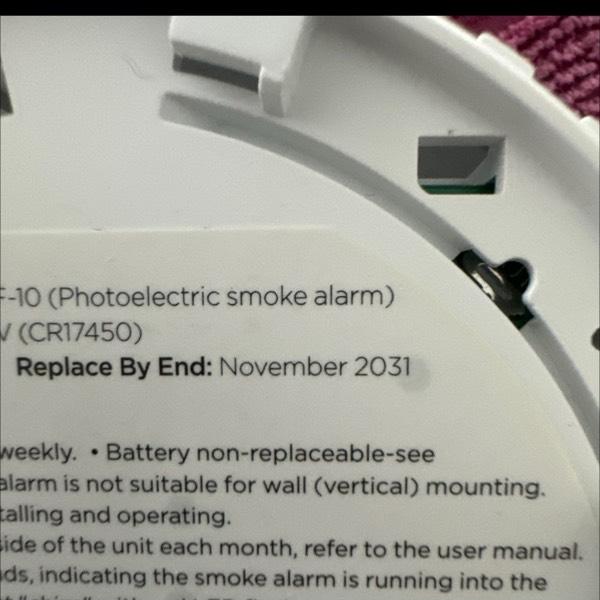 F-10 (Photoelectric smoke alarm)
V (CR17450)
Replace By End: November 2031
weekly. • Battery non-replaceable-see
alarm is not suitable for wall (vertical) mounting.
talling and operating.
side of the unit each month, refer to the user manual.
ds, indicating the smoke alarm is running into the